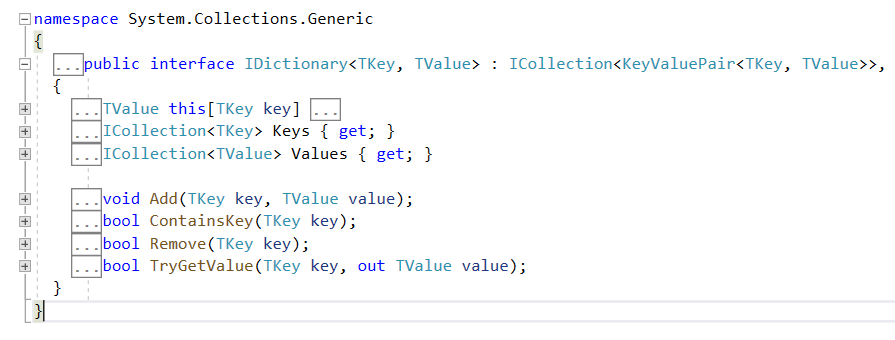 namespace System.Collections.Generic
{
...public interface IDictionary<TKey, TValue> : ICollection<KeyValuePair<TKey, TValue>>,
{
...TValue this[TKey key] ...
...ICollection<TKey> Keys { get; }
...ICollection<TValue> Values { get; }
...void Add(TKey key, TValue value);
...bool ContainsKey(TKey key);
...bool Remove(TKey key);
...bool TryGetValue(TKey key, out TValue value);
}
}